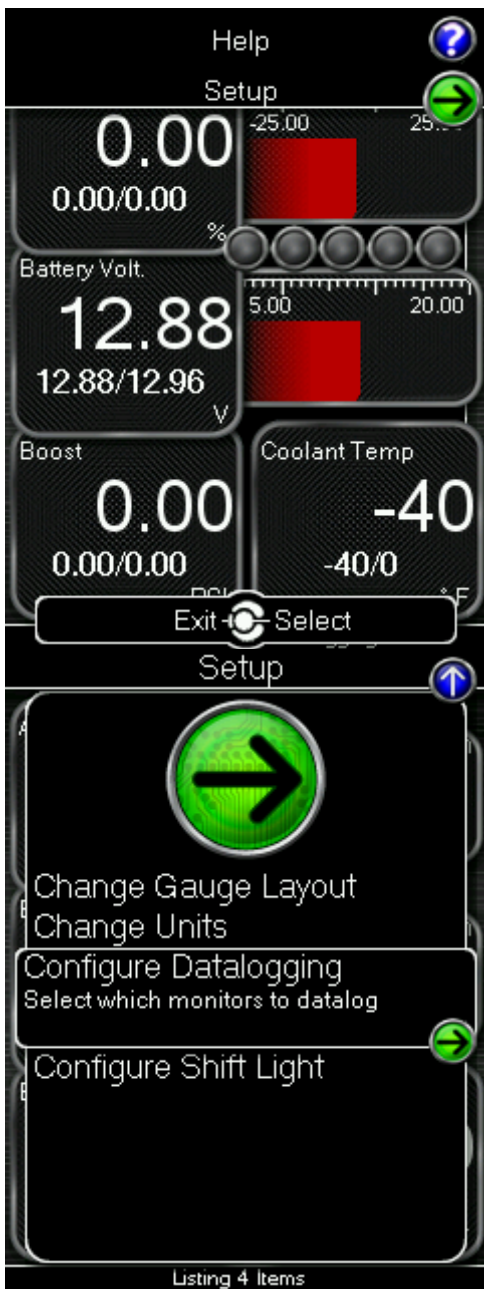 Help
Setup
-25.00
0.00
0.00/0.00
%
Battery Volt.
5.00 20.00
12.88
12.88/12.96
V
Boost Coolant Temp
0.00 -40
0.00/0.00 -40/0
Exit Select
Setup
Change Gauge Layout
Change Units
Configure Datalogging
Select which monitors to datalog
Configure Shift Light
Listing 4 Items